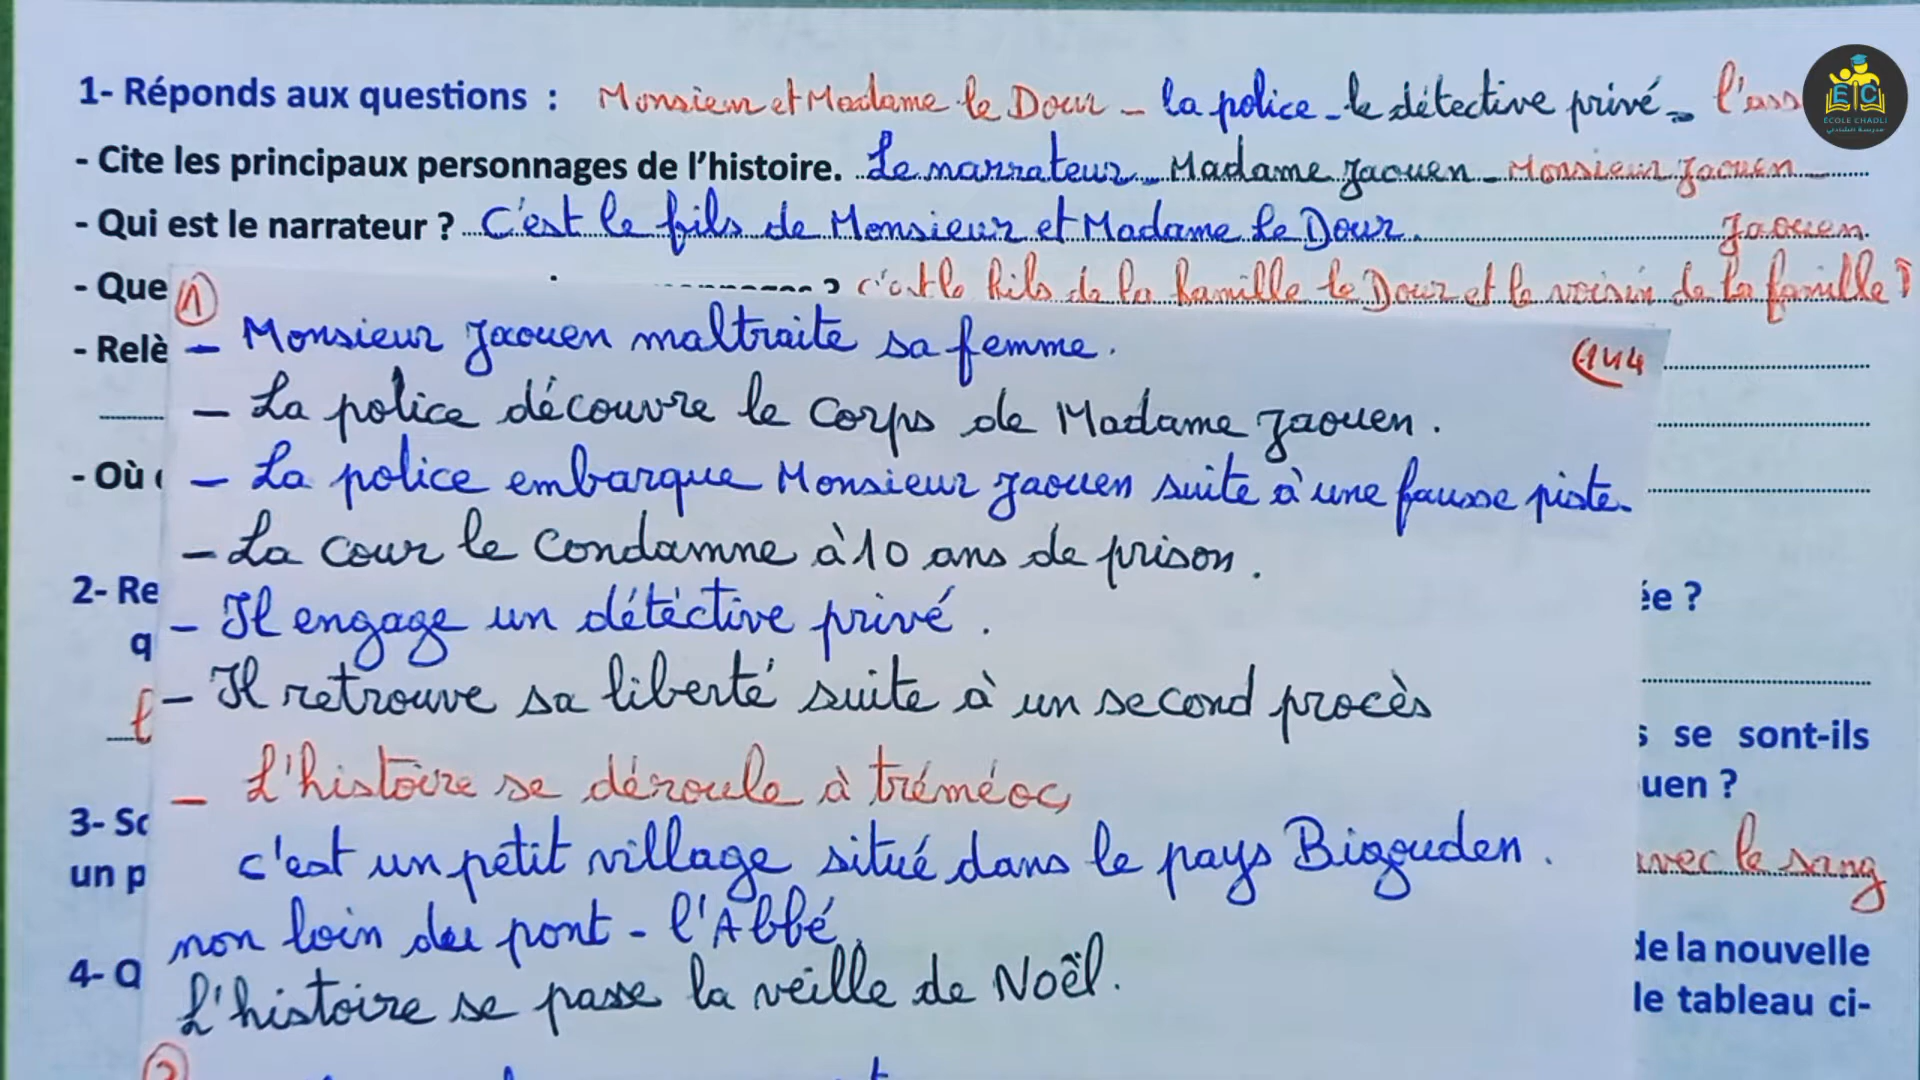 1- Réponds aux questions : Monsieur et Madame le Dour - la police - le détective privé - l'ass
- Cite les principaux personnages de l'histoire. Le narrateur - Madame Jaouen - Monsieur Jaouen -
- Qui est le narrateur ? C'est le fils de Monsieur et Madame Le Dour. Jaouen.
- Que ? c'est le fils de la famille le Dour et le voisin de la famille
① - Monsieur Jaouen maltraite sa femme.
- Relè
144
- La police découvre le corps de Madame Jaouen.
- Où
- La police embarque Monsieur Jaouen suite à une fausse piste.
- La cour le condamne à 10 ans de prison.
2- Re ée ?
q - Il engage un détéctive privé.
- Il retrouve sa liberté suite à un second procès
s se sont-ils
- L'histoire se déroule à tréméoc,
uen ?
3- Sc
c'est un petit village situé dans le pays Bigouden.
un p avec le sang
non loin du pont - l'Abbé.
de la nouvelle
4- Q
L'histoire se passe la veille de Noël.
le tableau ci-
ÉCOLE CHADLI
مدرسة الشاذلي